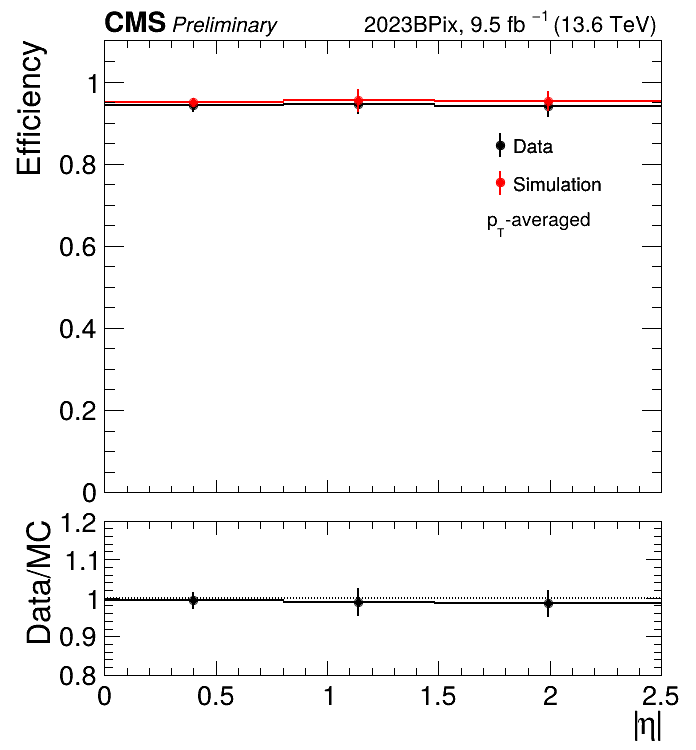 CMS Preliminary 2023BPix, 9.5 fb⁻¹ (13.6 TeV)
Efficiency
1
0.8
0.6
0.4
0.2
0
Data
Simulation
p_T-averaged
Data/MC
1.2
1.1
1
0.9
0.8
0 0.5 1 1.5 2 2.5
|η|